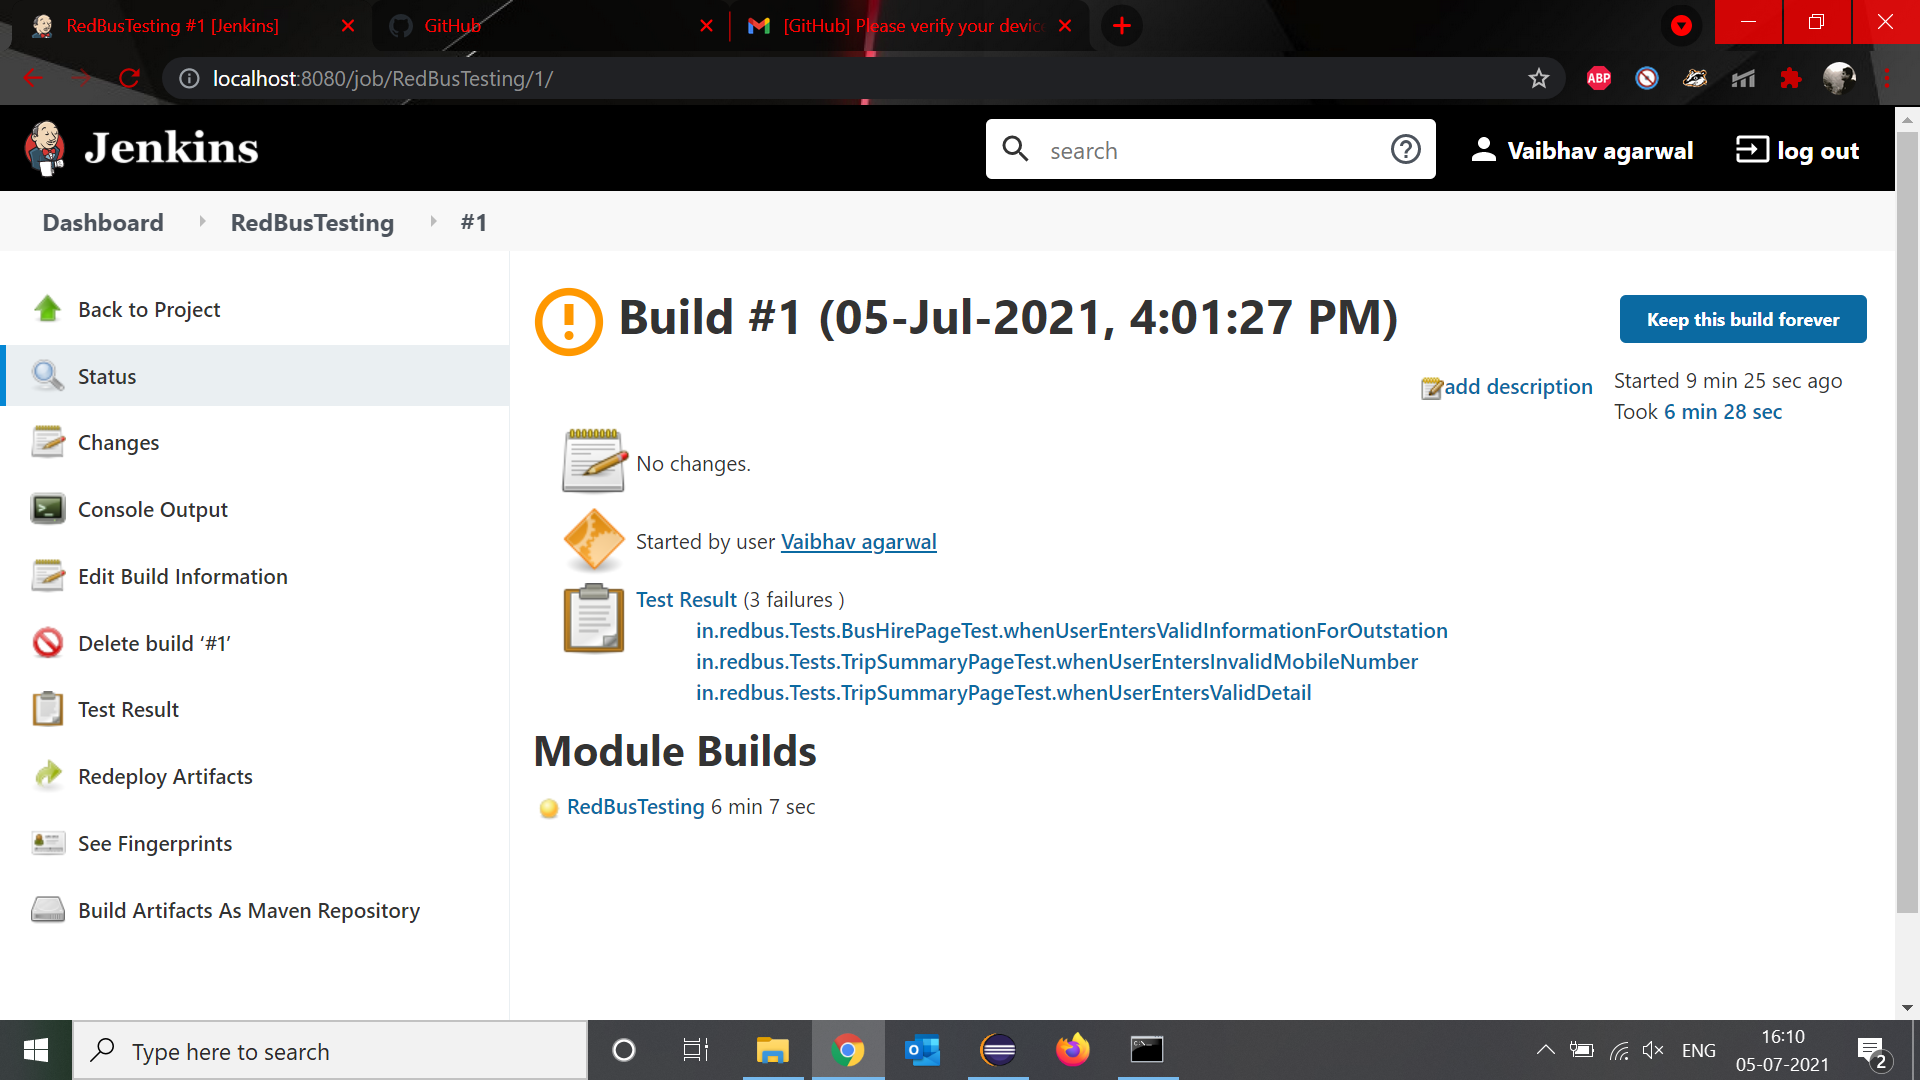 RedBusTesting #1 [Jenkins]
GitHub
[GitHub] Please verify your device
localhost:8080/job/RedBusTesting/1/
ABP
Jenkins
search
Vaibhav agarwal
log out
Dashboard
RedBusTesting
#1
Back to Project
Status
Changes
Console Output
Edit Build Information
Delete build ‘#1’
Test Result
Redeploy Artifacts
See Fingerprints
Build Artifacts As Maven Repository
Build #1 (05-Jul-2021, 4:01:27 PM)
Keep this build forever
add description
Started 9 min 25 sec ago
Took 6 min 28 sec
No changes.
Started by user Vaibhav agarwal
Test Result (3 failures )
in.redbus.Tests.BusHirePageTest.whenUserEntersValidInformationForOutstation
in.redbus.Tests.TripSummaryPageTest.whenUserEntersInvalidMobileNumber
in.redbus.Tests.TripSummaryPageTest.whenUserEntersValidDetail
Module Builds
RedBusTesting 6 min 7 sec
Type here to search
ENG
16:10
05-07-2021
2